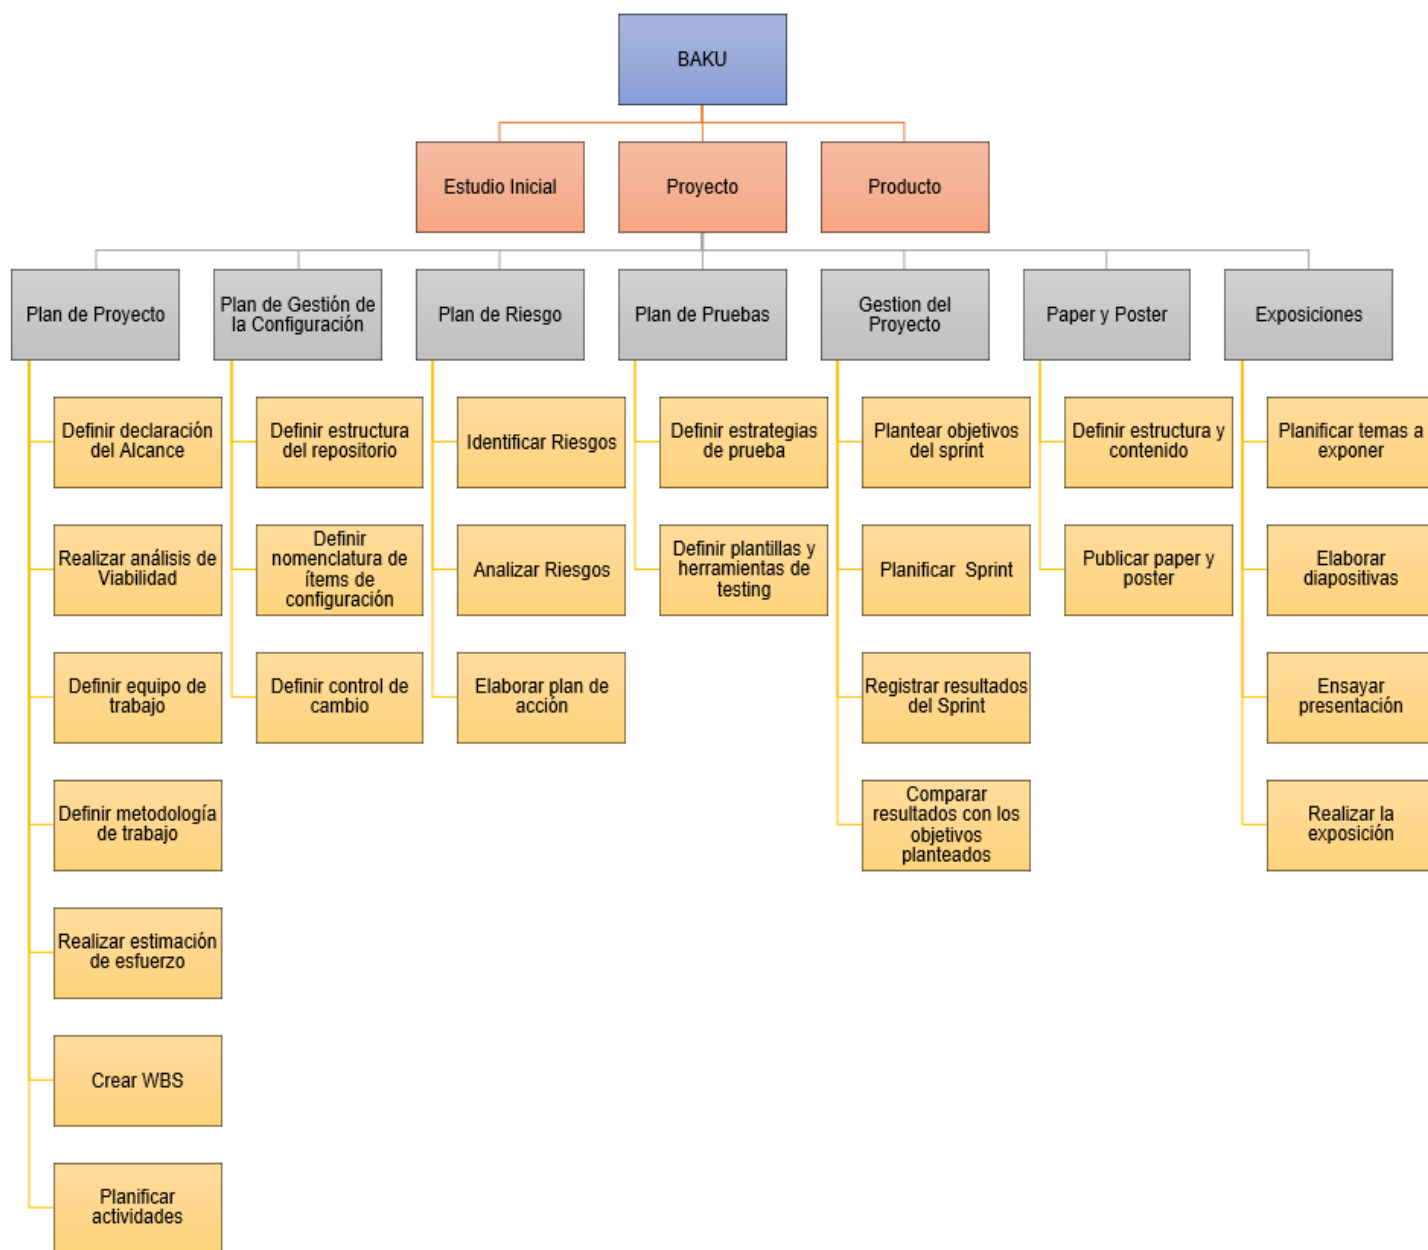 BAKU
Estudio Inicial
Proyecto
Producto
Plan de Proyecto
Plan de Gestión de
la Configuración
Plan de Riesgo
Plan de Pruebas
Gestion del
Proyecto
Paper y Poster
Exposiciones
Definir declaración
del Alcance
Realizar análisis de
Viabilidad
Definir equipo de
trabajo
Definir metodología
de trabajo
Realizar estimación
de esfuerzo
Crear WBS
Planificar
actividades
Definir estructura
del repositorio
Definir
nomenclatura de
ítems de
configuración
Definir control de
cambio
Identificar Riesgos
Analizar Riesgos
Elaborar plan de
acción
Definir estrategias
de prueba
Definir plantillas y
herramientas de
testing
Plantear objetivos
del sprint
Planificar  Sprint
Registrar resultados
del Sprint
Comparar
resultados con los
objetivos
planteados
Definir estructura y
contenido
Publicar paper y
poster
Planificar temas a
exponer
Elaborar
diapositivas
Ensayar
presentación
Realizar la
exposición